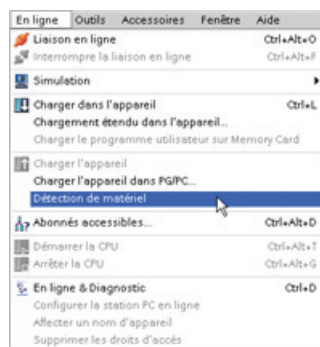 En ligne Outils Accessoires Fenêtre Aide
Liaison en ligne Ctrl+Alt+O
Interrompre la liaison en ligne Ctrl+Alt+F
Simulation
Charger dans l'appareil Ctrl+L
Chargement étendu dans l'appareil...
Charger le programme utilisateur sur Memory Card
Charger l'appareil
Charger l'appareil dans PG/PC...
Détection de matériel
Abonnés accessibles... Ctrl+Alt+D
Démarrer la CPU Ctrl+Alt+T
Arrêter la CPU Ctrl+Alt+G
En ligne & Diagnostic Ctrl+D
Configurer la station PC en ligne
Affecter un nom d'appareil
Supprimer les droits d'accés